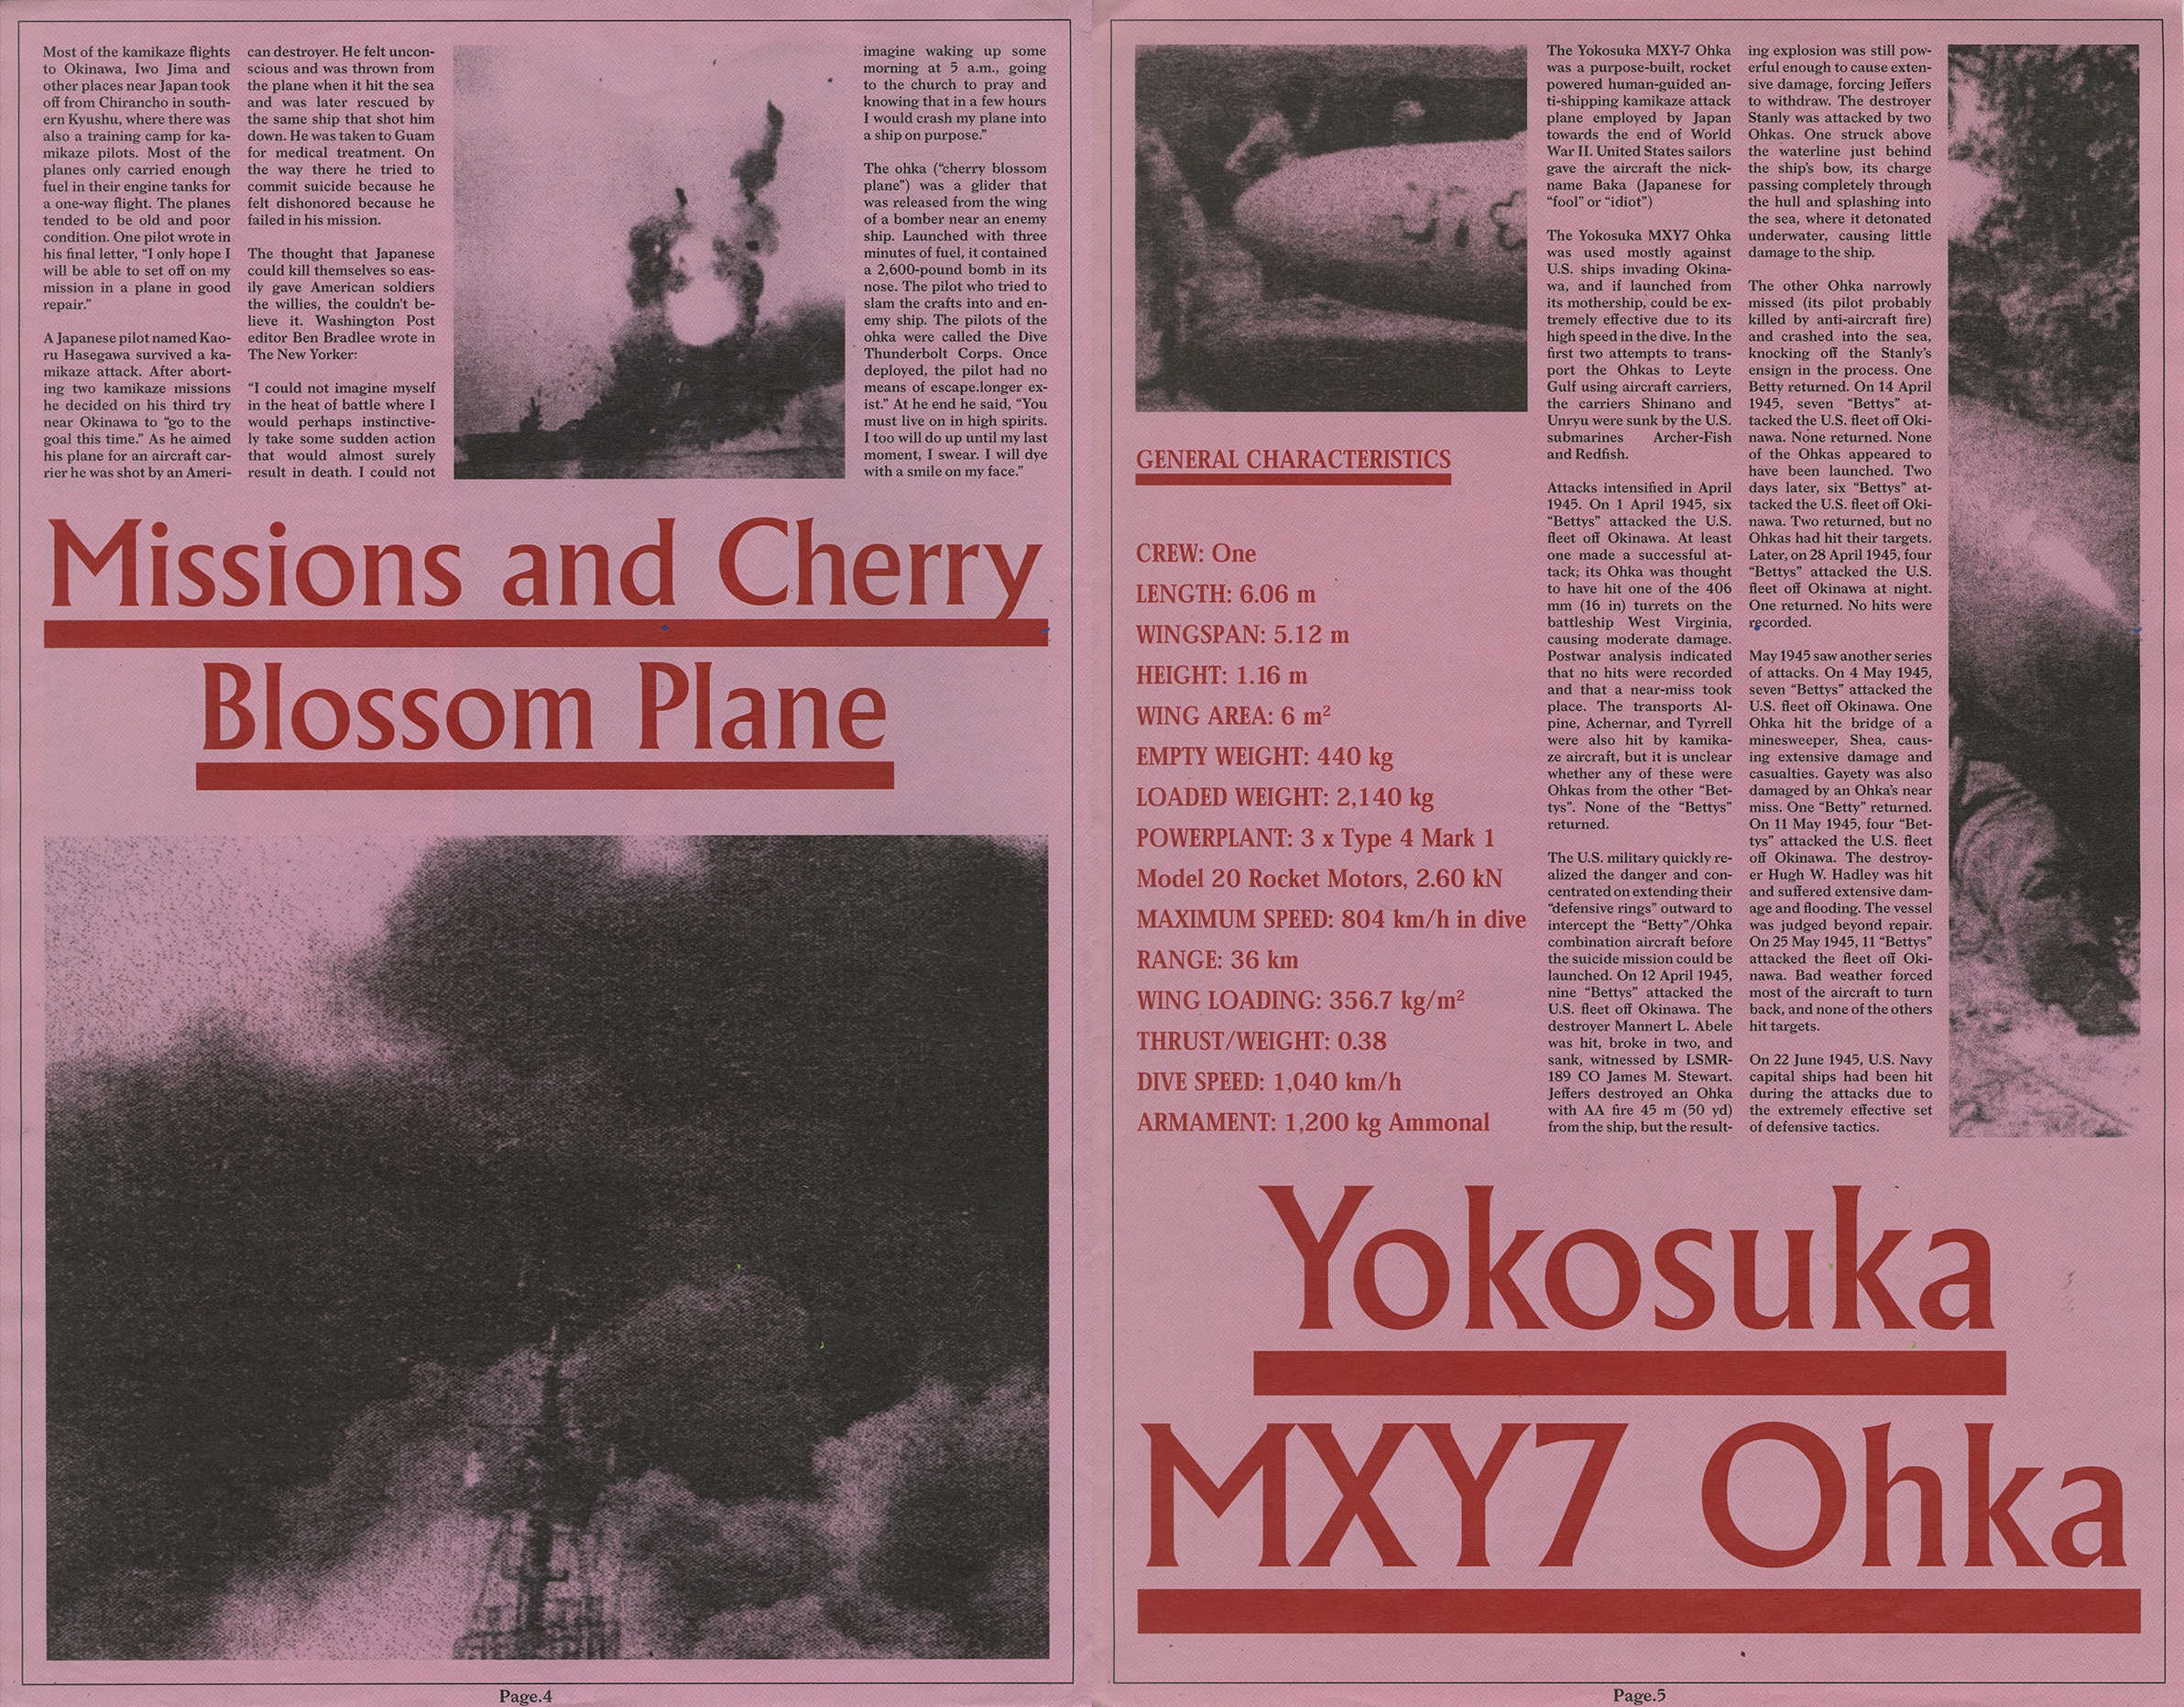 Most of the kamikaze flights
to Okinawa, Iwo Jima and
other places near Japan took
off from Chirancho in south-
ern Kyushu, where there was
also a training camp for ka-
mikaze pilots. Most of the
planes only carried enough
fuel in their engine tanks for
a one-way flight. The planes
tended to be old and poor
condition. One pilot wrote in
his final letter, “I only hope I
will be able to set off on my
mission in a plane in good
repair.”
A Japanese pilot named Kao-
ru Hasegawa survived a ka-
mikaze attack. After abort-
ing two kamikaze missions
he decided on his third try
near Okinawa to “go to the
goal this time.” As he aimed
his plane for an aircraft car-
rier he was shot by an Ameri-
can destroyer. He felt uncon-
scious and was thrown from
the plane when it hit the sea
and was later rescued by
the same ship that shot him
down. He was taken to Guam
for medical treatment. On
the way there he tried to
commit suicide because he
felt dishonored because he
failed in his mission.
The thought that Japanese
could kill themselves so eas-
ily gave American soldiers
the willies, the couldn't be-
lieve it. Washington Post
editor Ben Bradlee wrote in
The New Yorker:
“I could not imagine myself
in the heat of battle where I
would perhaps instinctive-
ly take some sudden action
that would almost surely
result in death. I could not
imagine waking up some
morning at 5 a.m., going
to the church to pray and
knowing that in a few hours
I would crash my plane into
a ship on purpose.”
The ohka (“cherry blossom
plane”) was a glider that
was released from the wing
of a bomber near an enemy
ship. Launched with three
minutes of fuel, it contained
a 2,600-pound bomb in its
nose. The pilot who tried to
slam the crafts into and en-
emy ship. The pilots of the
ohka were called the Dive
Thunderbolt Corps. Once
deployed, the pilot had no
means of escape.longer ex-
ist.” At he end he said, “You
must live on in high spirits.
I too will do up until my last
moment, I swear. I will dye
with a smile on my face.”
Missions and Cherry
Blossom Plane
Page.4
GENERAL CHARACTERISTICS
CREW: One
LENGTH: 6.06 m
WINGSPAN: 5.12 m
HEIGHT: 1.16 m
WING AREA: 6 m²
EMPTY WEIGHT: 440 kg
LOADED WEIGHT: 2,140 kg
POWERPLANT: 3 x Type 4 Mark 1
Model 20 Rocket Motors, 2.60 kN
MAXIMUM SPEED: 804 km/h in dive
RANGE: 36 km
WING LOADING: 356.7 kg/m²
THRUST/WEIGHT: 0.38
DIVE SPEED: 1,040 km/h
ARMAMENT: 1,200 kg Ammonal
The Yokosuka MXY-7 Ohka
was a purpose-built, rocket
powered human-guided an-
ti-shipping kamikaze attack
plane employed by Japan
towards the end of World
War II. United States sailors
gave the aircraft the nick-
name Baka (Japanese for
“fool” or “idiot”)
The Yokosuka MXY7 Ohka
was used mostly against
U.S. ships invading Okina-
wa, and if launched from
its mothership, could be ex-
tremely effective due to its
high speed in the dive. In the
first two attempts to trans-
port the Ohkas to Leyte
Gulf using aircraft carriers,
the carriers Shinano and
Unryu were sunk by the U.S.
submarines Archer-Fish
and Redfish.
Attacks intensified in April
1945. On 1 April 1945, six
“Bettys” attacked the U.S.
fleet off Okinawa. At least
one made a successful at-
tack; its Ohka was thought
to have hit one of the 406
mm (16 in) turrets on the
battleship West Virginia,
causing moderate damage.
Postwar analysis indicated
that no hits were recorded
and that a near-miss took
place. The transports Al-
pine, Achernar, and Tyrrell
were also hit by kamika-
ze aircraft, but it is unclear
whether any of these were
Ohkas from the other “Bet-
tys”. None of the “Bettys”
returned.
The U.S. military quickly re-
alized the danger and con-
centrated on extending their
“defensive rings” outward to
intercept the “Betty”/Ohka
combination aircraft before
the suicide mission could be
launched. On 12 April 1945,
nine “Bettys” attacked the
U.S. fleet off Okinawa. The
destroyer Mannert L. Abele
was hit, broke in two, and
sank, witnessed by LSMR-
189 CO James M. Stewart.
Jeffers destroyed an Ohka
with AA fire 45 m (50 yd)
from the ship, but the result-
ing explosion was still pow-
erful enough to cause exten-
sive damage, forcing Jeffers
to withdraw. The destroyer
Stanly was attacked by two
Ohkas. One struck above
the waterline just behind
the ship's bow, its charge
passing completely through
the hull and splashing into
the sea, where it detonated
underwater, causing little
damage to the ship.
The other Ohka narrowly
missed (its pilot probably
killed by anti-aircraft fire)
and crashed into the sea,
knocking off the Stanly's
ensign in the process. One
Betty returned. On 14 April
1945, seven “Bettys” at-
tacked the U.S. fleet off Oki-
nawa. None returned. None
of the Ohkas appeared to
have been launched. Two
days later, six “Bettys” at-
tacked the U.S. fleet off Oki-
nawa. Two returned, but no
Ohkas had hit their targets.
Later, on 28 April 1945, four
“Bettys” attacked the U.S.
fleet off Okinawa at night.
One returned. No hits were
recorded.
May 1945 saw another series
of attacks. On 4 May 1945,
seven “Bettys” attacked the
U.S. fleet off Okinawa. One
Ohka hit the bridge of a
minesweeper, Shea, caus-
ing extensive damage and
casualties. Gayety was also
damaged by an Ohka's near
miss. One “Betty” returned.
On 11 May 1945, four “Bet-
tys” attacked the U.S. fleet
off Okinawa. The destroy-
er Hugh W. Hadley was hit
and suffered extensive dam-
age and flooding. The vessel
was judged beyond repair.
On 25 May 1945, 11 “Bettys”
attacked the fleet off Oki-
nawa. Bad weather forced
most of the aircraft to turn
back, and none of the others
hit targets.
On 22 June 1945, U.S. Navy
capital ships had been hit
during the attacks due to
the extremely effective set
of defensive tactics.
Yokosuka
MXY7 Ohka
Page.5